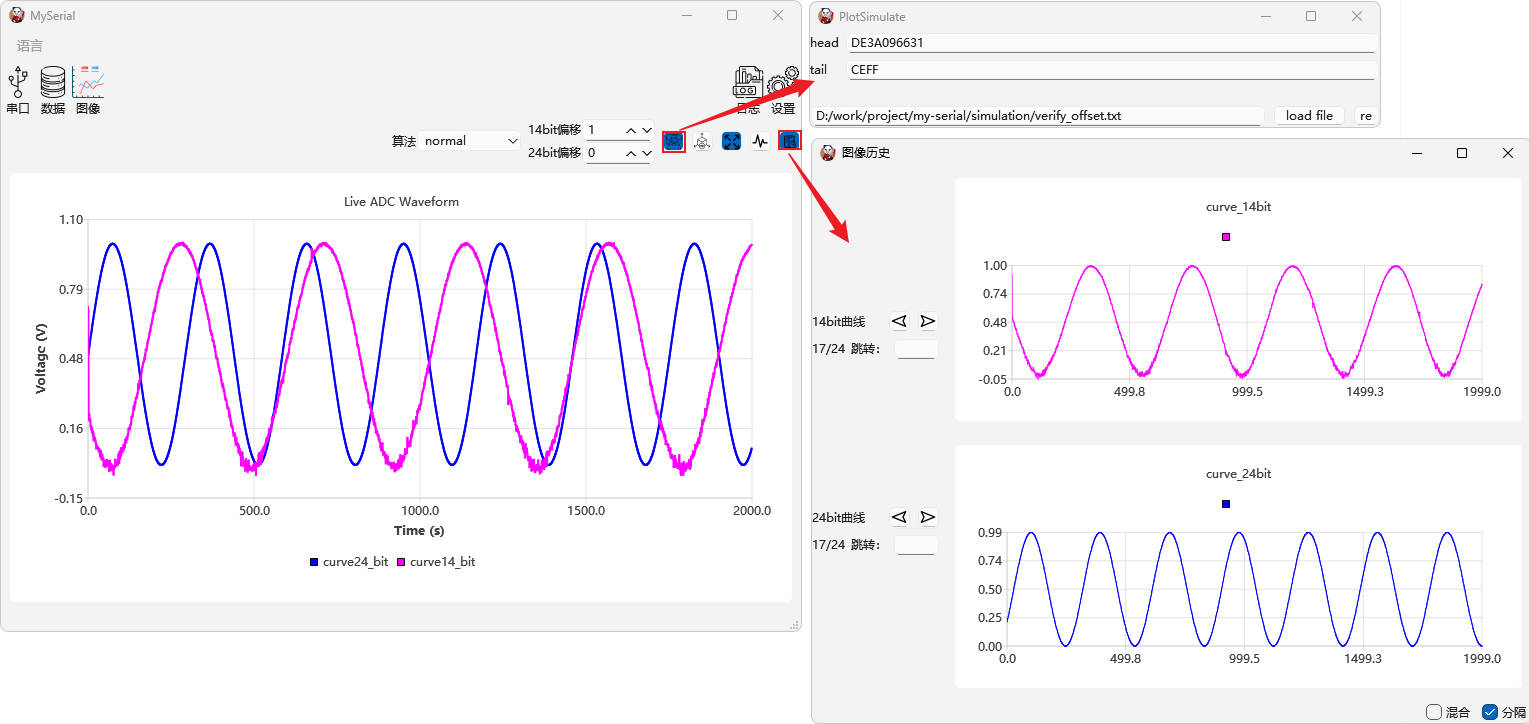 MySerial
语言
串口 数据 图像
日志 设置
算法 normal
14bit偏移 1
24bit偏移 0
Live ADC Waveform
1.10
0.79
0.48
0.16
-0.15
Voltage (V)
0.0 500.0 1000.0 1500.0 2000.0
Time (s)
curve24_bit curve14_bit
PlotSimulate
head DE3A096631
tail CEFF
D:/work/project/my-serial/simulation/verify_offset.txt load file re
图像历史
14bit曲线
17/24 跳转:
curve_14bit
1.00
0.74
0.48
0.21
-0.05
0.0 499.8 999.5 1499.3 1999.0
24bit曲线
17/24 跳转:
curve_24bit
0.99
0.74
0.50
0.25
0.00
0.0 499.8 999.5 1499.3 1999.0
混合 分隔